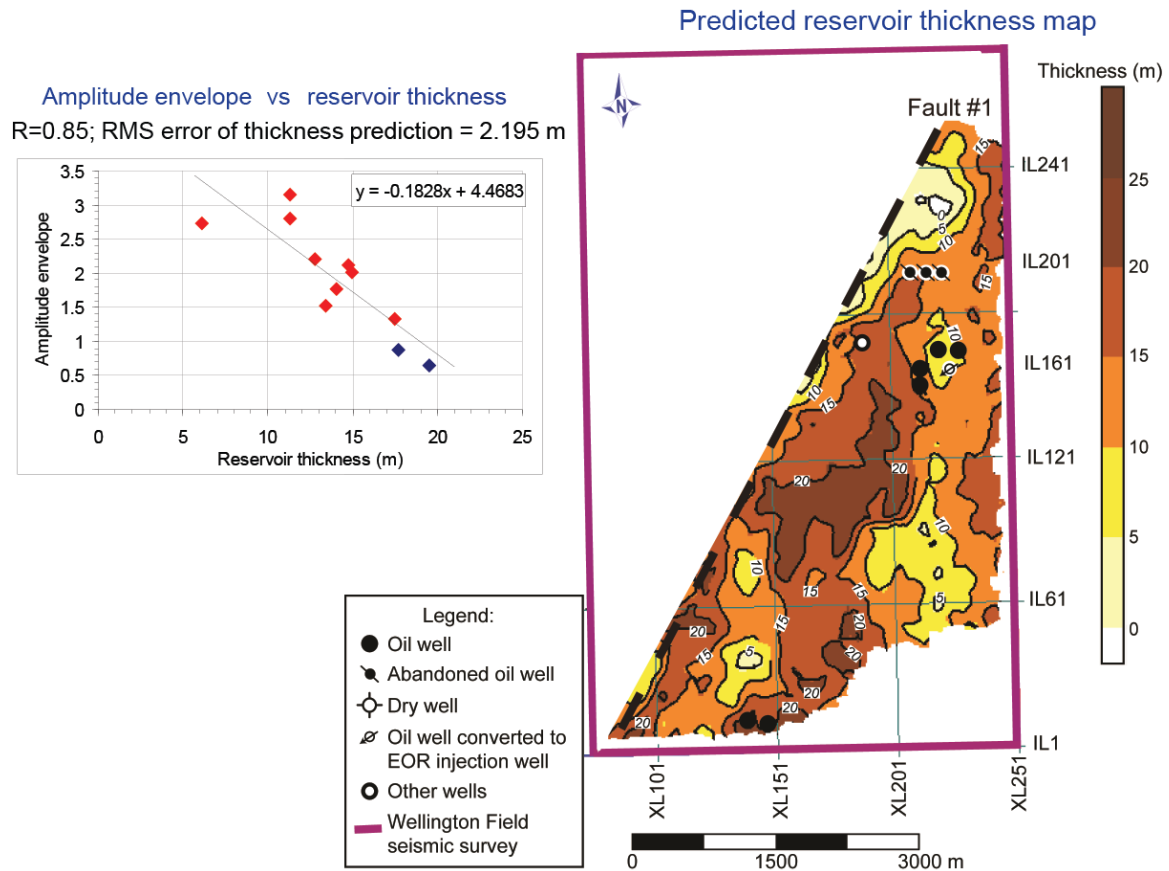 Predicted reservoir thickness map
Amplitude envelope vs reservoir thickness
R=0.85; RMS error of thickness prediction = 2.195 m
y = -0.1828x + 4.4683
Amplitude envelope
3.5
3
2.5
2
1.5
1
0.5
0
0 5 10 15 20 25
Reservoir thickness (m)
N
Fault #1
Thickness (m)
25
20
15
10
5
0
IL241
IL201
IL161
IL121
IL61
IL1
XL101
XL151
XL201
XL251
15
0
5
10
15
10
10
15
20
20
10
10
15
15
5
15
20
20
15
5
20
20
20
20
Legend:
Oil well
Abandoned oil well
Dry well
Oil well converted to
EOR injection well
Other wells
Wellington Field
seismic survey
0 1500 3000 m